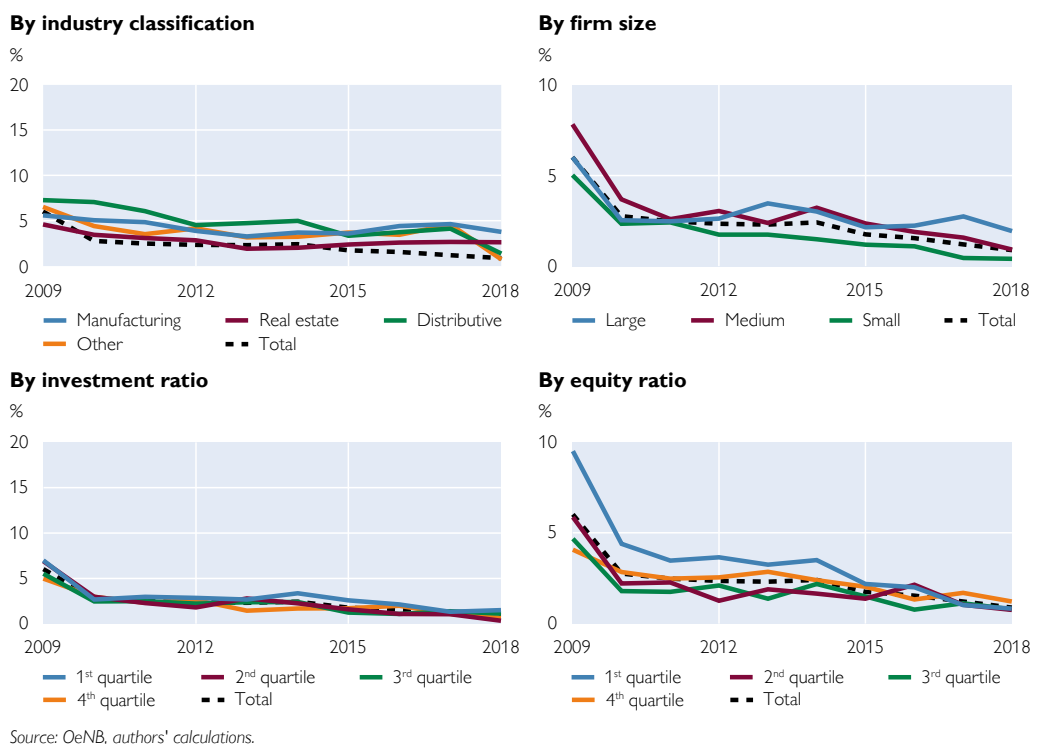 By industry classification
%
20
15
10
5
0
2009 2012 2015 2018
Manufacturing Real estate Distributive
Other Total
By firm size
%
10
5
0
2009 2012 2015 2018
Large Medium Small Total
By investment ratio
%
20
15
10
5
0
2009 2012 2015 2018
1st quartile 2nd quartile 3rd quartile
4th quartile Total
By equity ratio
%
10
5
0
2009 2012 2015 2018
1st quartile 2nd quartile 3rd quartile
4th quartile Total
Source: OeNB, authors' calculations.